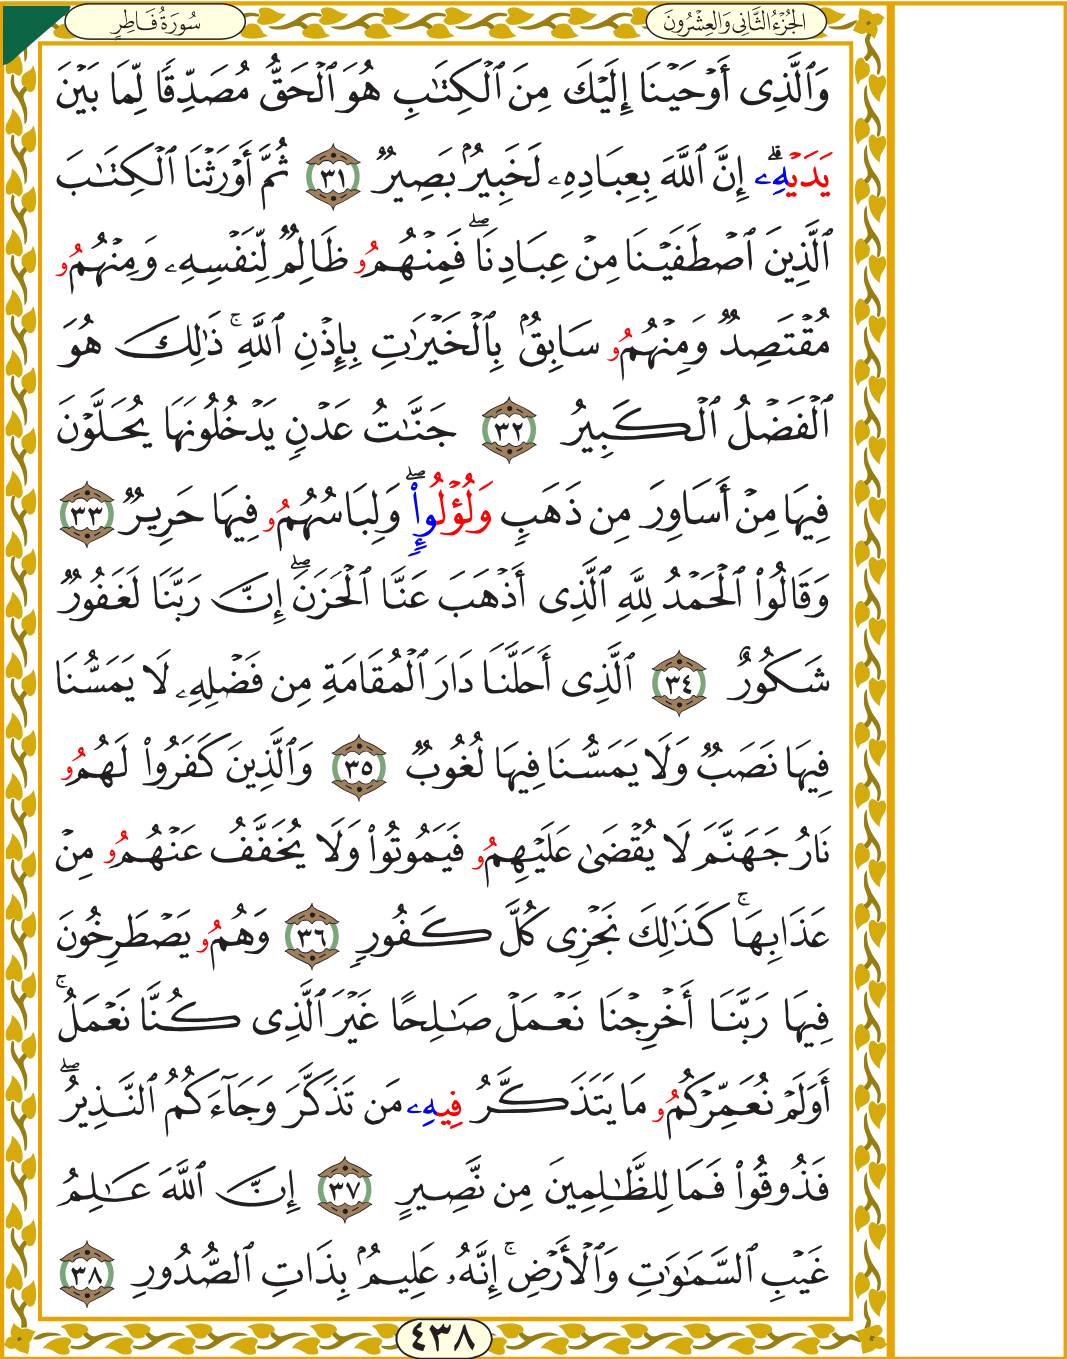 سُورَةُ فَاطِرٍ
الجُزْءُ الثَّانِي وَالعِشْرُونَ
وَٱلَّذِى أَوْحَيْنَا إِلَيْكَ مِنَ ٱلْكِتَٰبِ هُوَ ٱلْحَقُّ مُصَدِّقًا لِّمَا بَيْنَ
يَدَيْهِۦۗ إِنَّ ٱللَّهَ بِعِبَادِهِۦ لَخَبِيرٌۢ بَصِيرٌ ٣١ ثُمَّ أَوْرَثْنَا ٱلْكِتَٰبَ
ٱلَّذِينَ ٱصْطَفَيْنَا مِنْ عِبَادِنَاۖ فَمِنْهُمُۥ ظَالِمٌ لِّنَفْسِهِۦ وَمِنْهُمُۥ
مُقْتَصِدٌ وَمِنْهُمُۥ سَابِقٌۢ بِٱلْخَيْرَٰتِ بِإِذْنِ ٱللَّهِۚ ذَٰلِكَ هُوَ
ٱلْفَضْلُ ٱلْكَبِيرُ ٣٢ جَنَّٰتُ عَدْنٍ يَدْخُلُونَهَا يُحَلَّوْنَ
فِيهَا مِنْ أَسَاوِرَ مِن ذَهَبٍ وَلُؤْلُوإٍۖ وَلِبَاسُهُمُۥ فِيهَا حَرِيرٌ ٣٣
وَقَالُوا۟ ٱلْحَمْدُ لِلَّهِ ٱلَّذِى أَذْهَبَ عَنَّا ٱلْحَزَنَۖ إِنَّ رَبَّنَا لَغَفُورٌ
شَكُورٌ ٣٤ ٱلَّذِى أَحَلَّنَا دَارَ ٱلْمُقَامَةِ مِن فَضْلِهِۦ لَا يَمَسُّنَا
فِيهَا نَصَبٌ وَلَا يَمَسُّنَا فِيهَا لُغُوبٌ ٣٥ وَٱلَّذِينَ كَفَرُوا۟ لَهُمُۥ
نَارُ جَهَنَّمَ لَا يُقْضَىٰ عَلَيْهِمُۥ فَيَمُوتُوا۟ وَلَا يُخَفَّفُ عَنْهُمُۥ مِنْ
عَذَابِهَاۚ كَذَٰلِكَ نَجْزِى كُلَّ كَفُورٍ ٣٦ وَهُمُۥ يَصْطَرِخُونَ
فِيهَا رَبَّنَا أَخْرِجْنَا نَعْمَلْ صَٰلِحًا غَيْرَ ٱلَّذِى كُنَّا نَعْمَلُۚ
أَوَلَمْ نُعَمِّرْكُمُۥ مَا يَتَذَكَّرُ فِيهِۦ مَن تَذَكَّرَ وَجَآءَكُمُ ٱلنَّذِيرُۖ
فَذُوقُوا۟ فَمَا لِلظَّٰلِمِينَ مِن نَّصِيرٍ ٣٧ إِنَّ ٱللَّهَ عَٰلِمُ
غَيْبِ ٱلسَّمَٰوَٰتِ وَٱلْأَرْضِۚ إِنَّهُۥ عَلِيمٌۢ بِذَاتِ ٱلصُّدُورِ ٣٨
٤٣٨